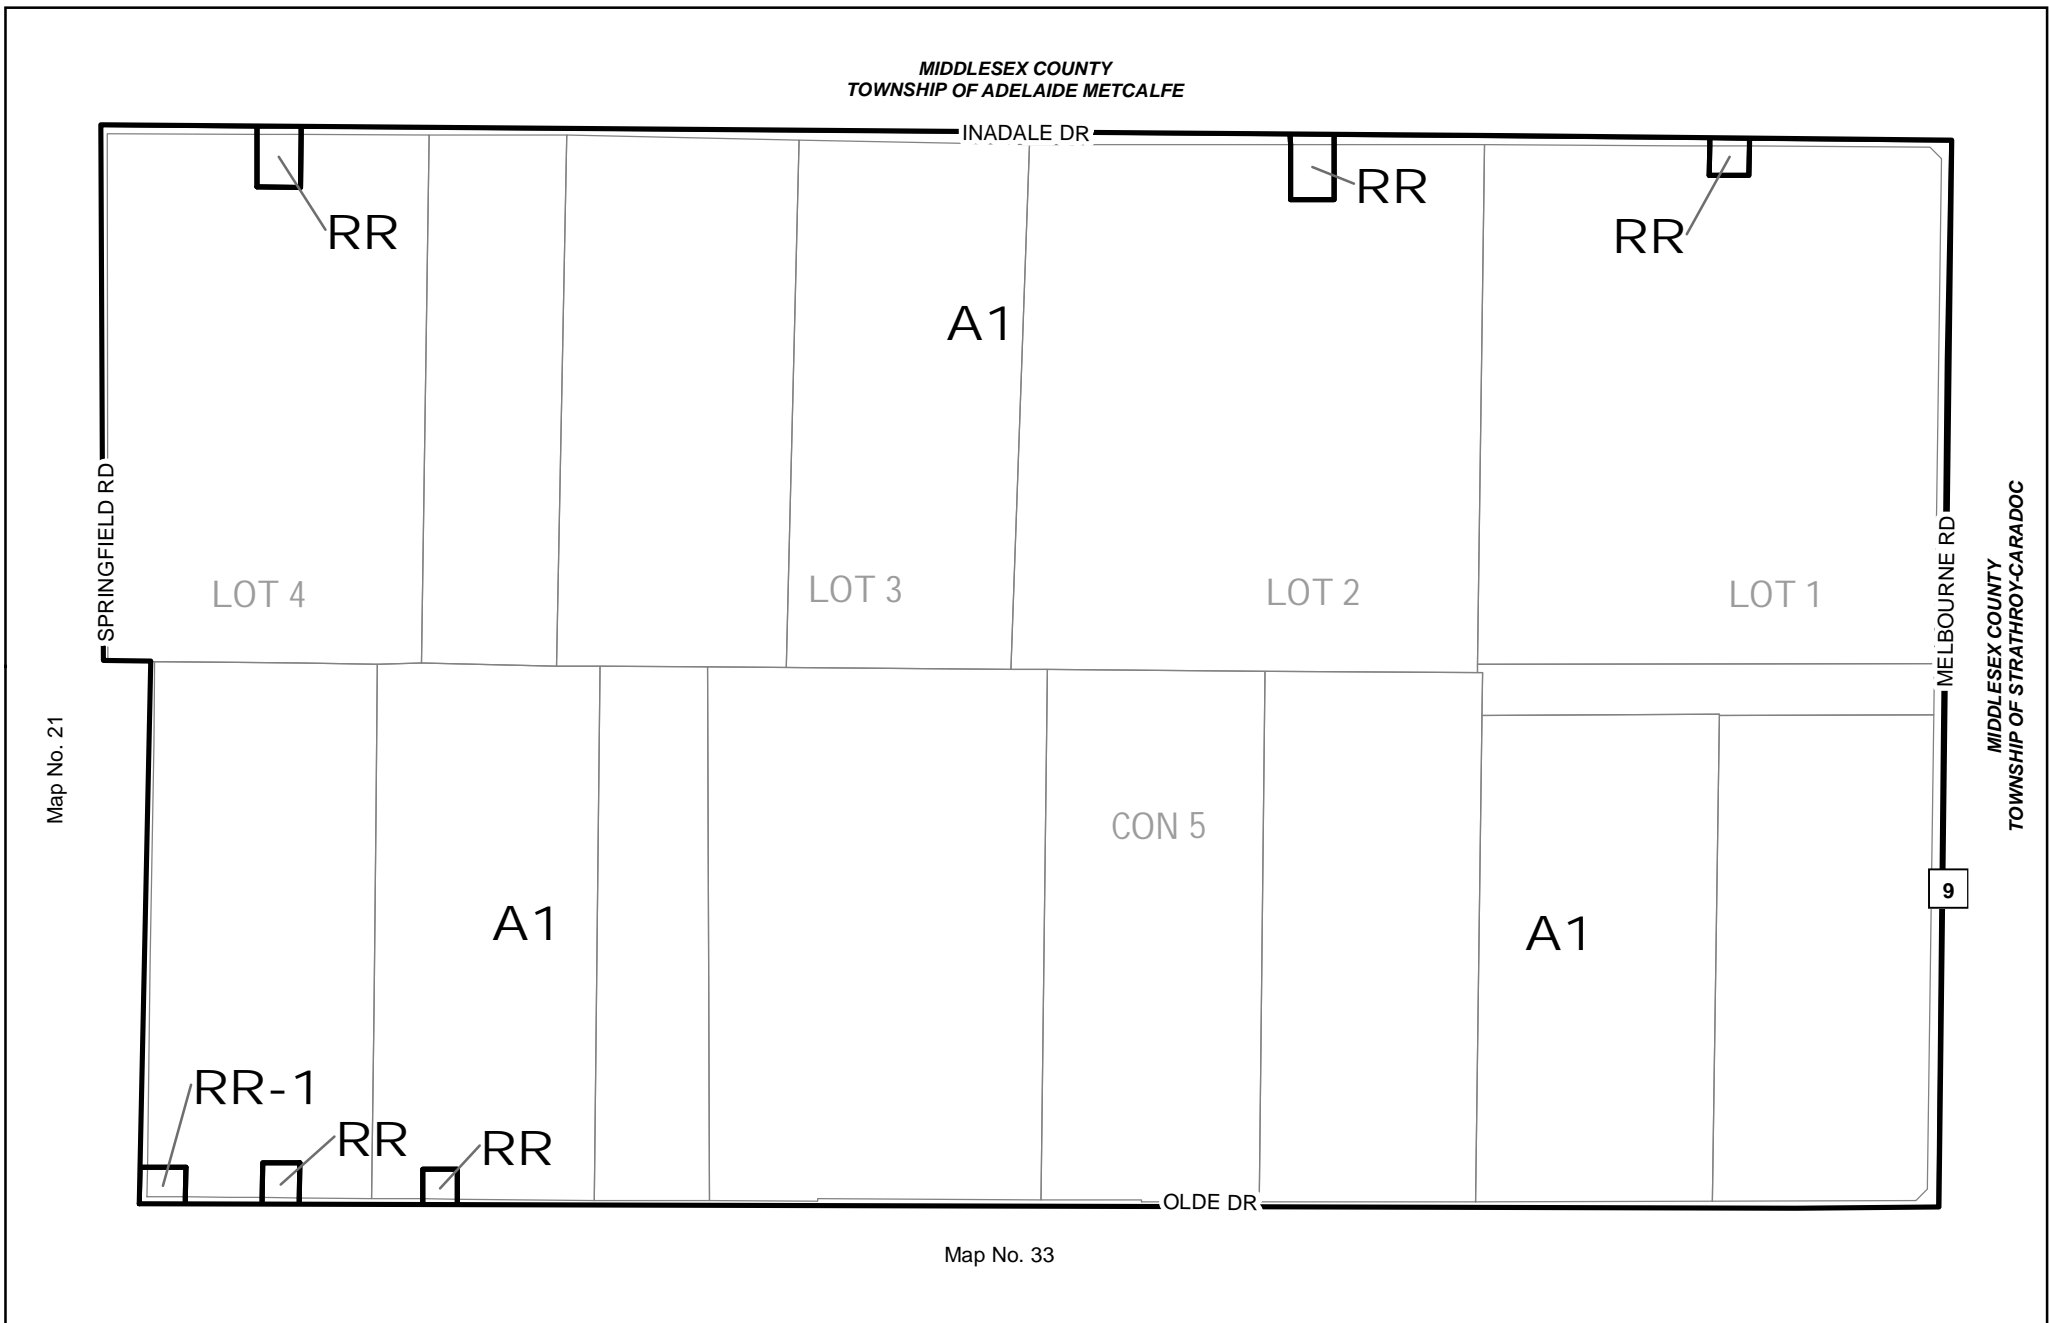 MIDDLESEX COUNTY
TOWNSHIP OF ADELAIDE METCALFE
INADALE DR
RR
RR
RR
A1
SPRINGFIELD RD
LOT 4
LOT 3
LOT 2
LOT 1
MELBOURNE RD
MIDDLESEX COUNTY
TOWNSHIP OF STRATHROY-CARADOC
Map No. 21
CON 5
9
A1
A1
RR-1
RR
RR
OLDE DR
Map No. 33